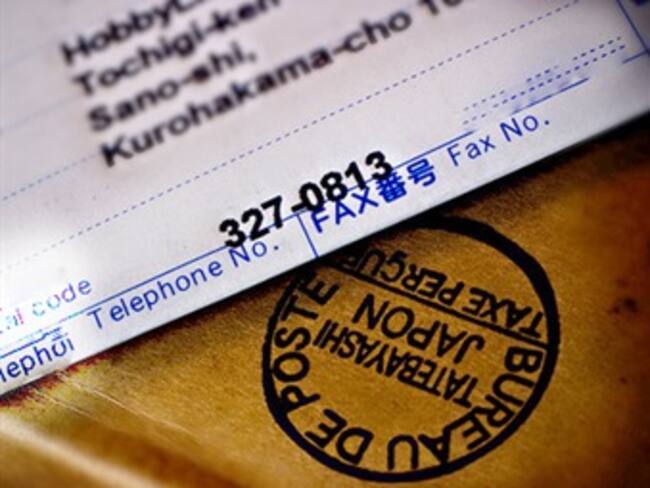 Tochigi-ken
Sano-shi,
Kurohakama-cho
327-0813
code
Telephone No.
FAX番号 Fax No.
BUREAU DE POSTE
TATEBAYASHI
JAPON
TAXE PERÇUE